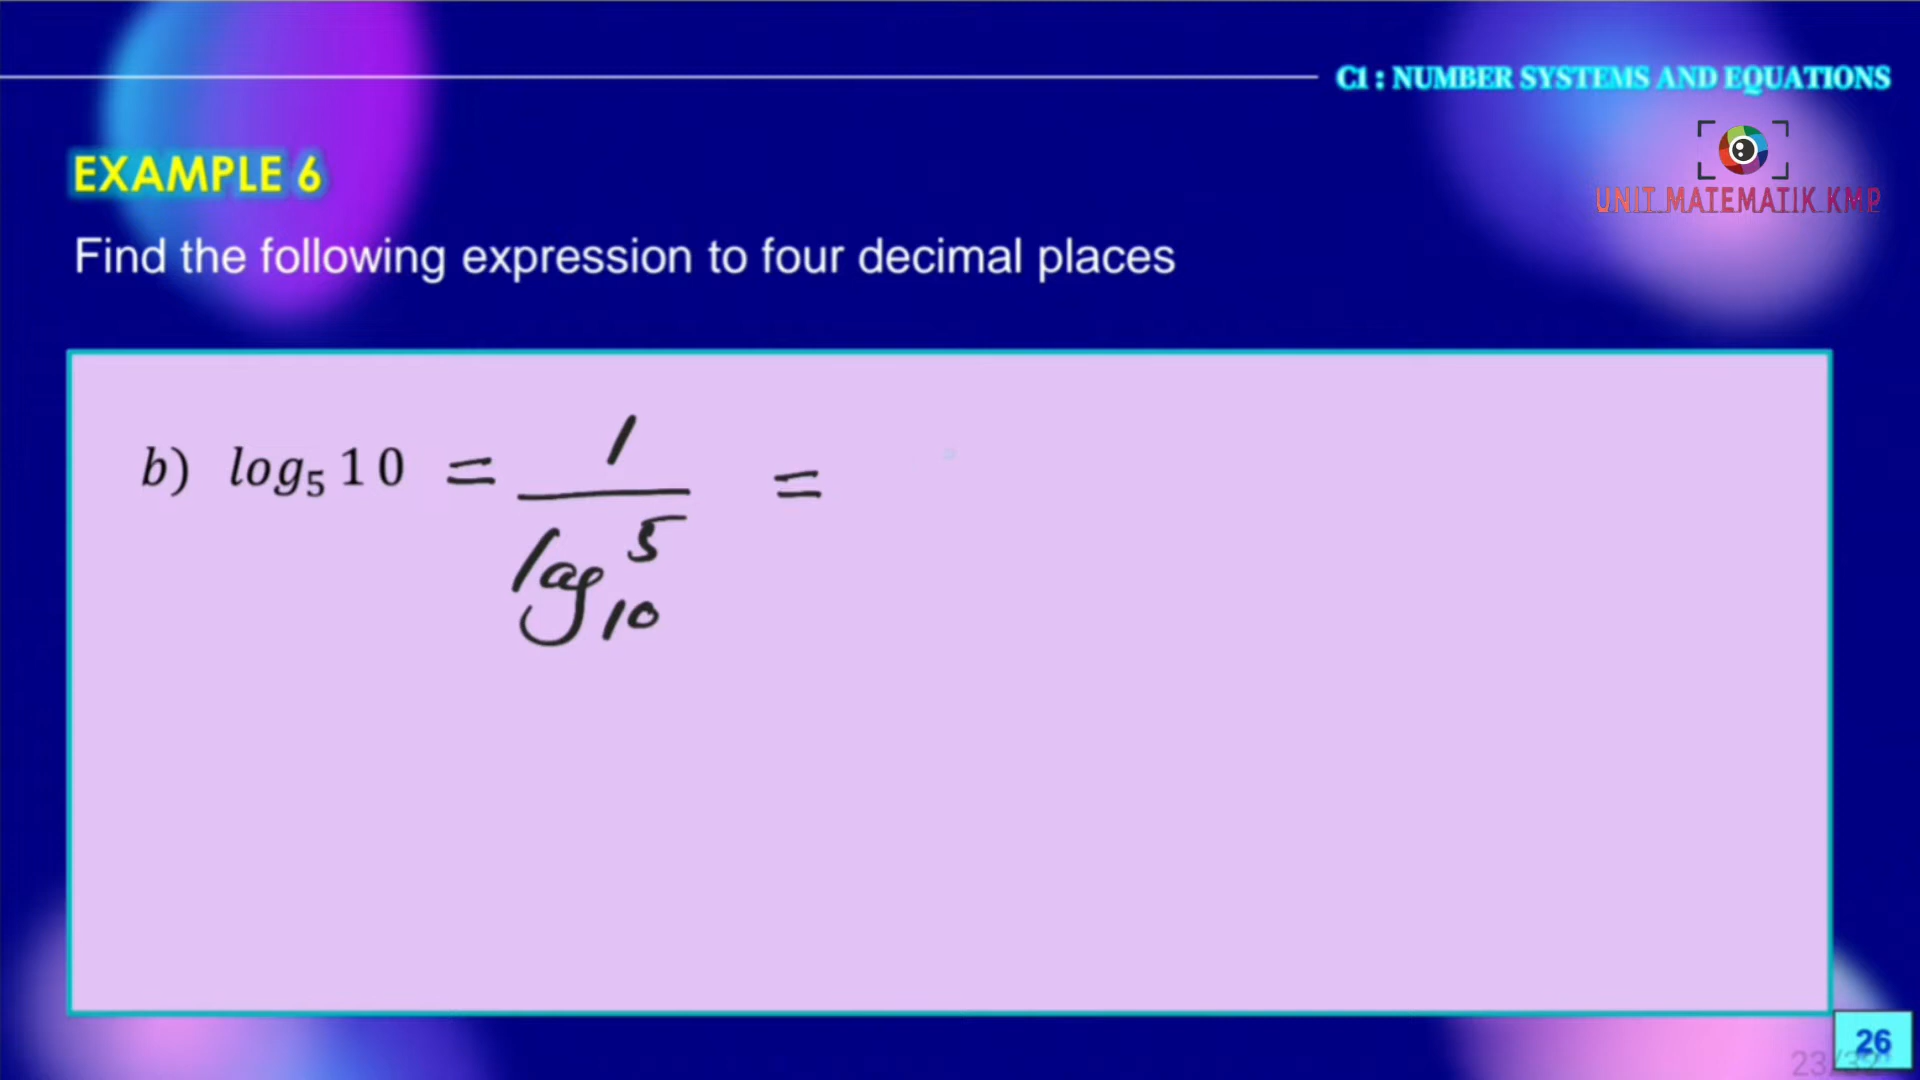 C1 : NUMBER SYSTEMS AND EQUATIONS
UNIT MATEMATIK KMP
EXAMPLE 6
Find the following expression to four decimal places
b) log₅ 10 = 1 / log₁₀ 5 =
26